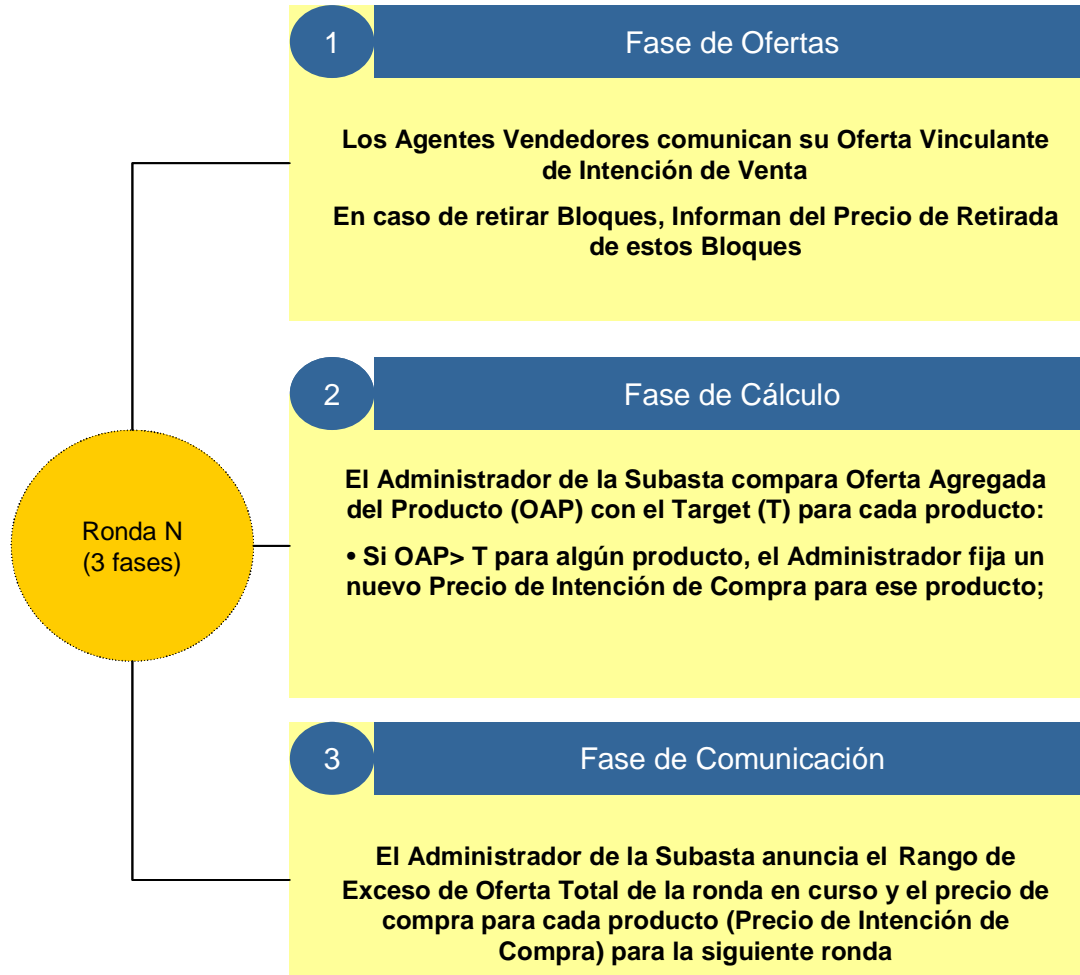 1
Fase de Ofertas
Los Agentes Vendedores comunican su Oferta Vinculante
de Intención de Venta
En caso de retirar Bloques, Informan del Precio de Retirada
de estos Bloques
2
Fase de Cálculo
El Administrador de la Subasta compara Oferta Agregada
del Producto (OAP) con el Target (T) para cada producto:
• Si OAP> T para algún producto, el Administrador fija un
nuevo Precio de Intención de Compra para ese producto;
Ronda N
(3 fases)
3
Fase de Comunicación
El Administrador de la Subasta anuncia el Rango de
Exceso de Oferta Total de la ronda en curso y el precio de
compra para cada producto (Precio de Intención de
Compra) para la siguiente ronda